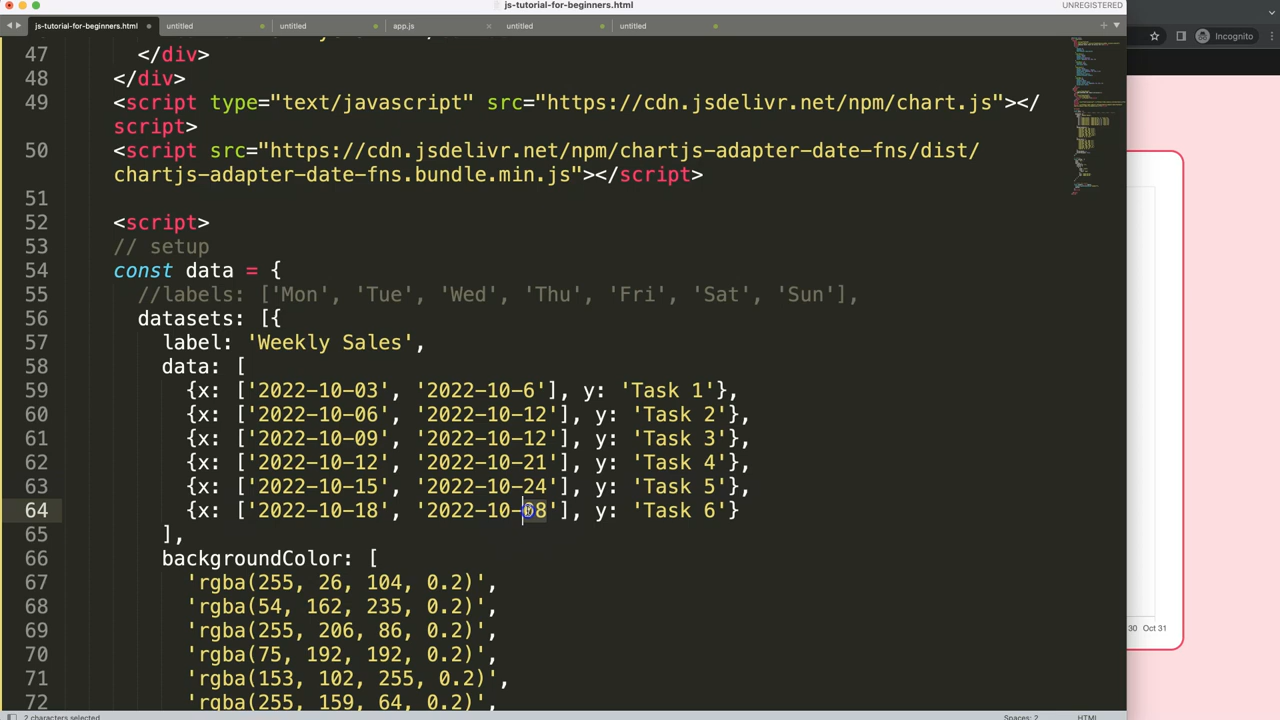 js-tutorial-for-beginners.html
UNREGISTERED
js-tutorial-for-beginners.html
untitled
untitled
app.js
untitled
untitled
Incognito
47 </div>
48 </div>
49 <script type="text/javascript" src="https://cdn.jsdelivr.net/npm/chart.js"></
script>
50 <script src="https://cdn.jsdelivr.net/npm/chartjs-adapter-date-fns/dist/
chartjs-adapter-date-fns.bundle.min.js"></script>
51
52 <script>
53 // setup
54 const data = {
55 //labels: ['Mon', 'Tue', 'Wed', 'Thu', 'Fri', 'Sat', 'Sun'],
56 datasets: [{
57 label: 'Weekly Sales',
58 data: [
59 {x: ['2022-10-03', '2022-10-6'], y: 'Task 1'},
60 {x: ['2022-10-06', '2022-10-12'], y: 'Task 2'},
61 {x: ['2022-10-09', '2022-10-12'], y: 'Task 3'},
62 {x: ['2022-10-12', '2022-10-21'], y: 'Task 4'},
63 {x: ['2022-10-15', '2022-10-24'], y: 'Task 5'},
64 {x: ['2022-10-18', '2022-10-08'], y: 'Task 6'}
65 ],
66 backgroundColor: [
67 'rgba(255, 26, 104, 0.2)',
68 'rgba(54, 162, 235, 0.2)',
69 'rgba(255, 206, 86, 0.2)',
70 'rgba(75, 192, 192, 0.2)',
71 'rgba(153, 102, 255, 0.2)',
72 'rgba(255, 159, 64, 0.2)',
30 Oct 31
2 characters selected
Spaces: 2
HTML